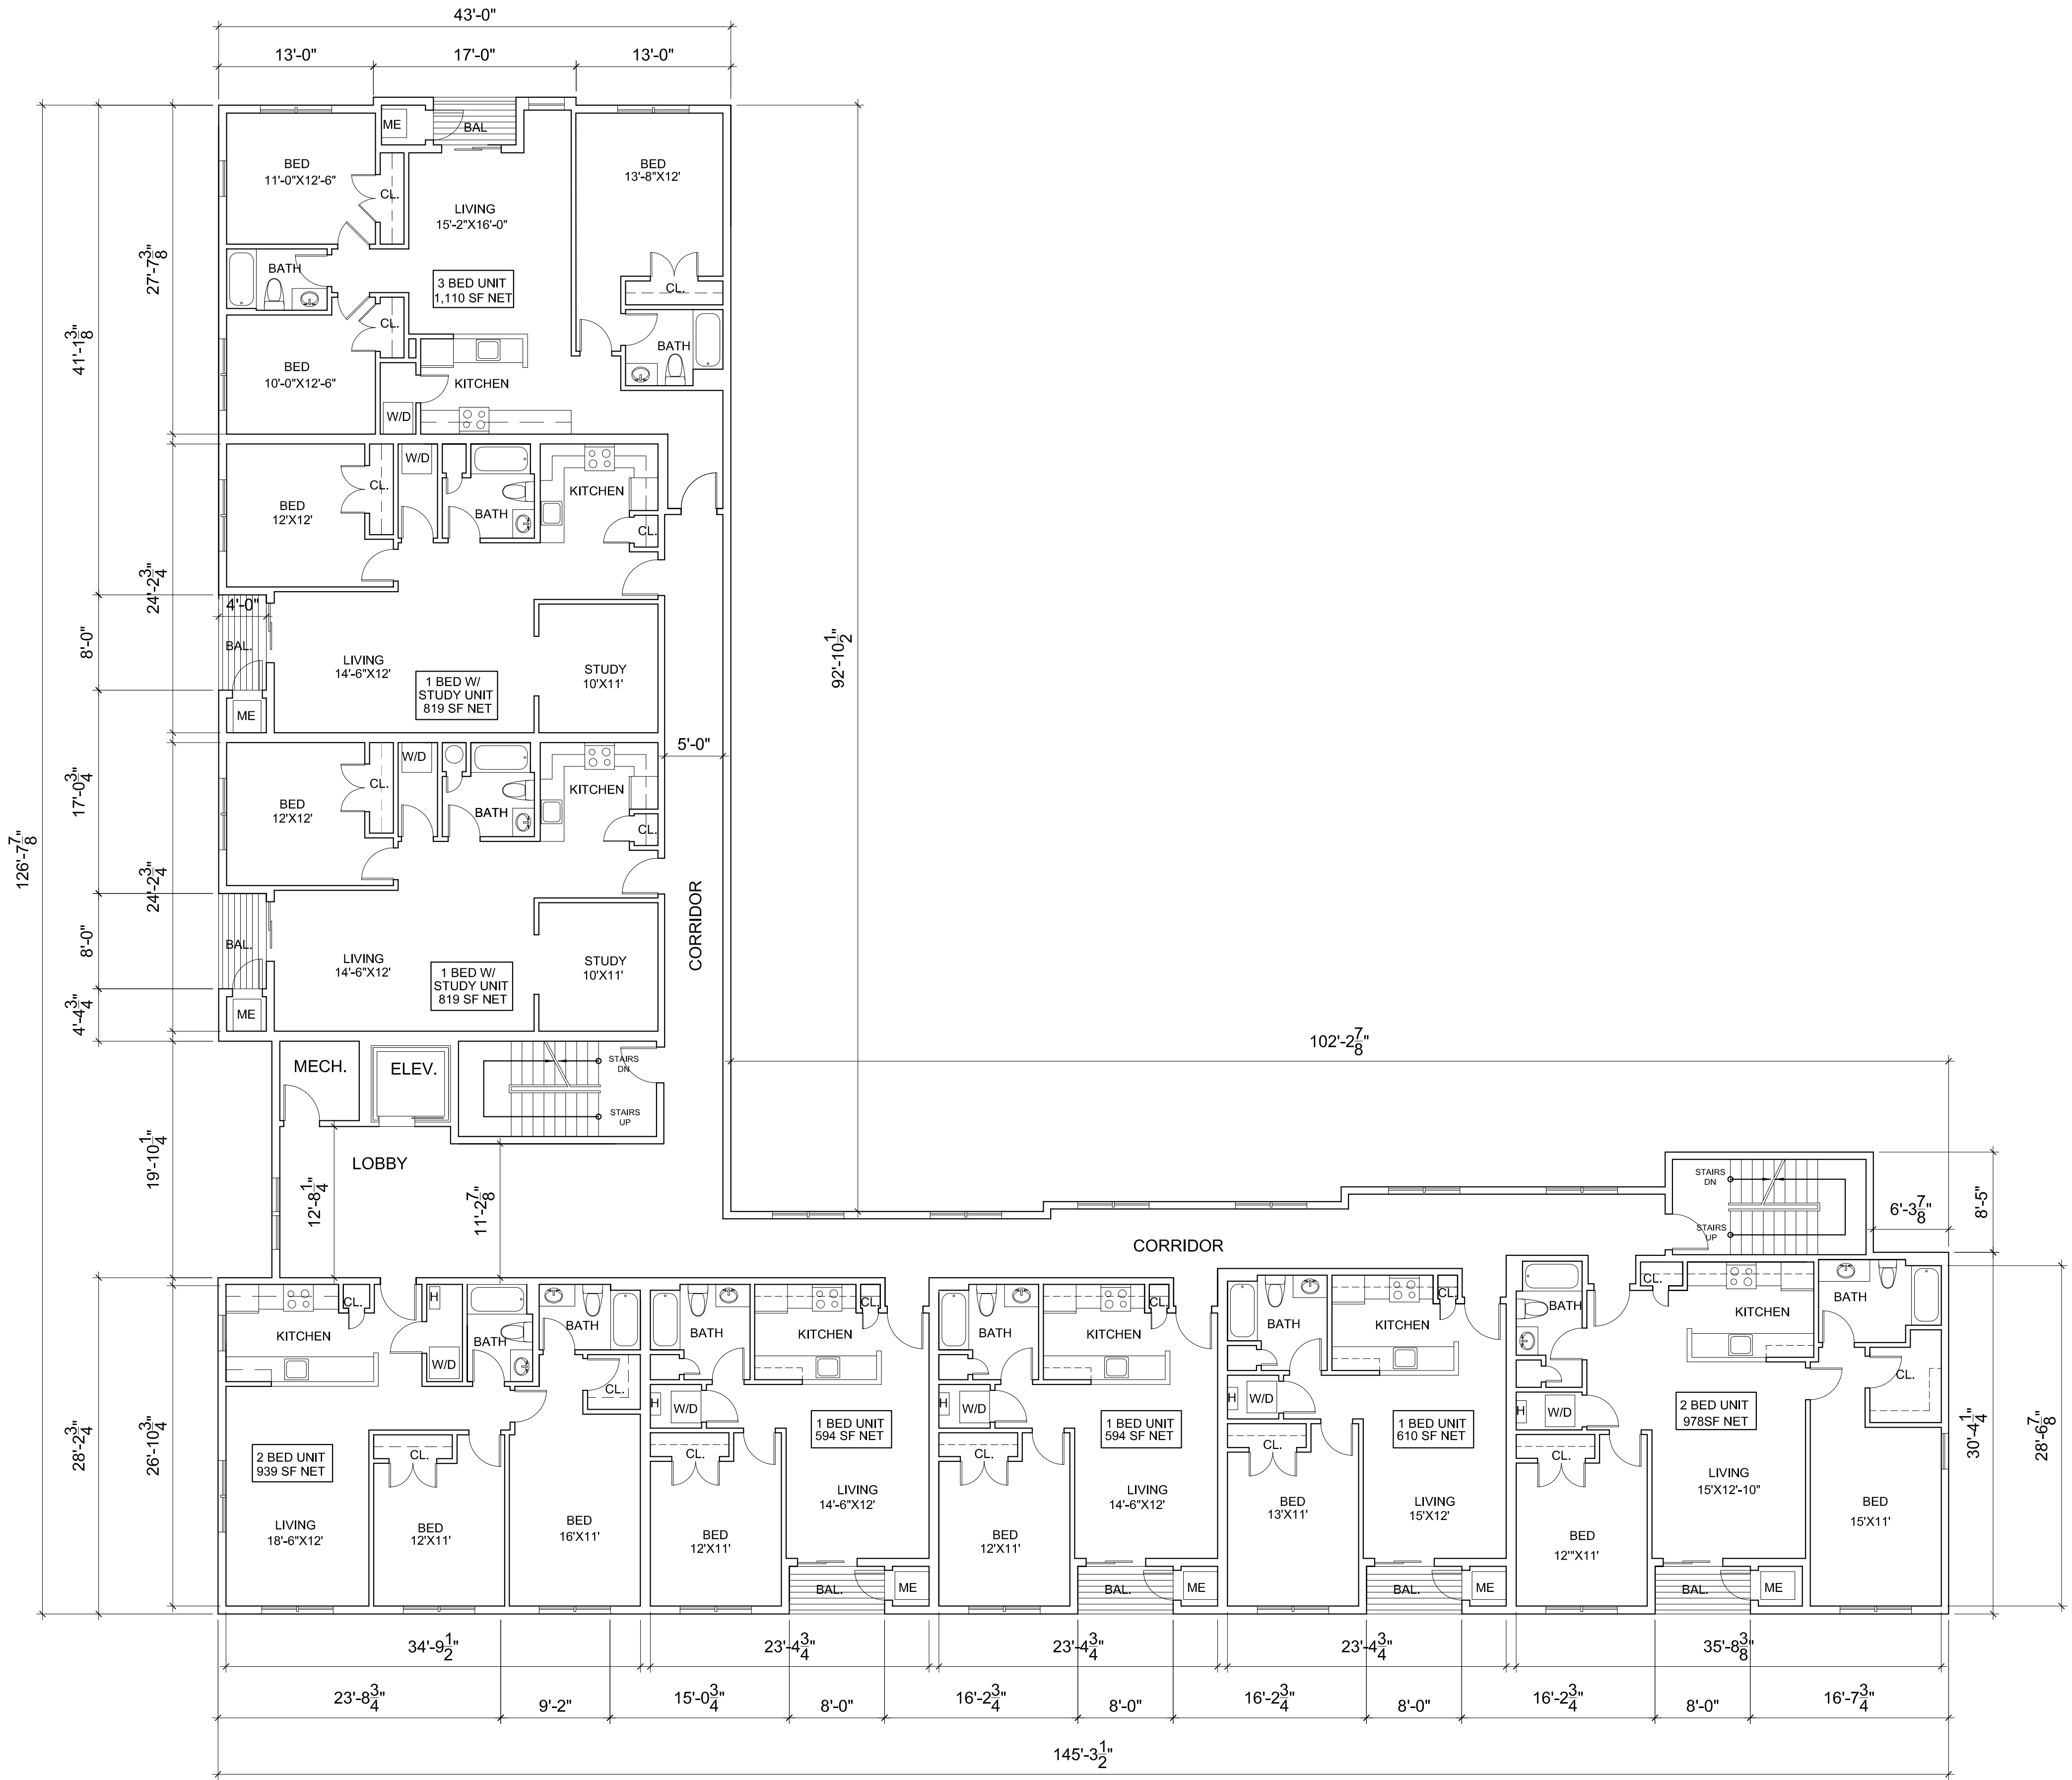 43'-0"
13'-0"
17'-0"
13'-0"
ME
BAL
BED
11'-0"X12'-6"
CL.
LIVING
15'-2"X16'-0"
BED
13'-8"X12'
27'-7 3/8"
41'-1 3/8"
BATH
3 BED UNIT
1,110 SF NET
CL.
CL.
BATH
BED
10'-0"X12'-6"
KITCHEN
W/D
W/D
CL.
KITCHEN
BED
12'X12'
BATH
CL.
24'-2 3/4"
4'-0"
8'-0"
BAL.
LIVING
14'-6"X12'
STUDY
10'X11'
1 BED W/
STUDY UNIT
819 SF NET
ME
92'-10 1/2"
5'-0"
W/D
CL.
KITCHEN
BED
12'X12'
BATH
CL.
17'-0 3/4"
126'-7 7/8"
24'-2 3/4"
CORRIDOR
8'-0"
BAL.
LIVING
14'-6"X12'
STUDY
10'X11'
1 BED W/
STUDY UNIT
819 SF NET
4'-4 3/4"
ME
102'-2 7/8"
MECH.
ELEV.
STAIRS
DN
STAIRS
UP
19'-10 1/4"
LOBBY
12'-8 1/4"
11'-2 7/8"
STAIRS
DN
STAIRS
UP
6'-3 7/8"
8'-5"
CORRIDOR
KITCHEN
CL.
H
W/D
BATH
BATH
CL.
BATH
KITCHEN
CL.
BATH
KITCHEN
CL.
BATH
KITCHEN
CL.
BATH
CL.
KITCHEN
BATH
CL.
H
W/D
H
W/D
H
W/D
H
W/D
28'-2 3/4"
26'-10 3/4"
2 BED UNIT
939 SF NET
CL.
1 BED UNIT
594 SF NET
CL.
1 BED UNIT
594 SF NET
CL.
1 BED UNIT
610 SF NET
CL.
2 BED UNIT
978SF NET
CL.
30'-4 1/4"
28'-6 7/8"
LIVING
18'-6"X12'
BED
12'X11'
BED
16'X11'
BED
12'X11'
LIVING
14'-6"X12'
BED
12'X11'
LIVING
14'-6"X12'
BED
13'X11'
LIVING
15'X12'
BED
12'"X11'
LIVING
15'X12'-10"
BED
15'X11'
BAL.
ME
BAL.
ME
BAL.
ME
BAL.
ME
34'-9 1/2"
23'-4 3/4"
23'-4 3/4"
23'-4 3/4"
35'-8 3/8"
23'-8 3/4"
9'-2"
15'-0 3/4"
8'-0"
16'-2 3/4"
8'-0"
16'-2 3/4"
8'-0"
16'-2 3/4"
8'-0"
16'-7 3/4"
145'-3 1/2"